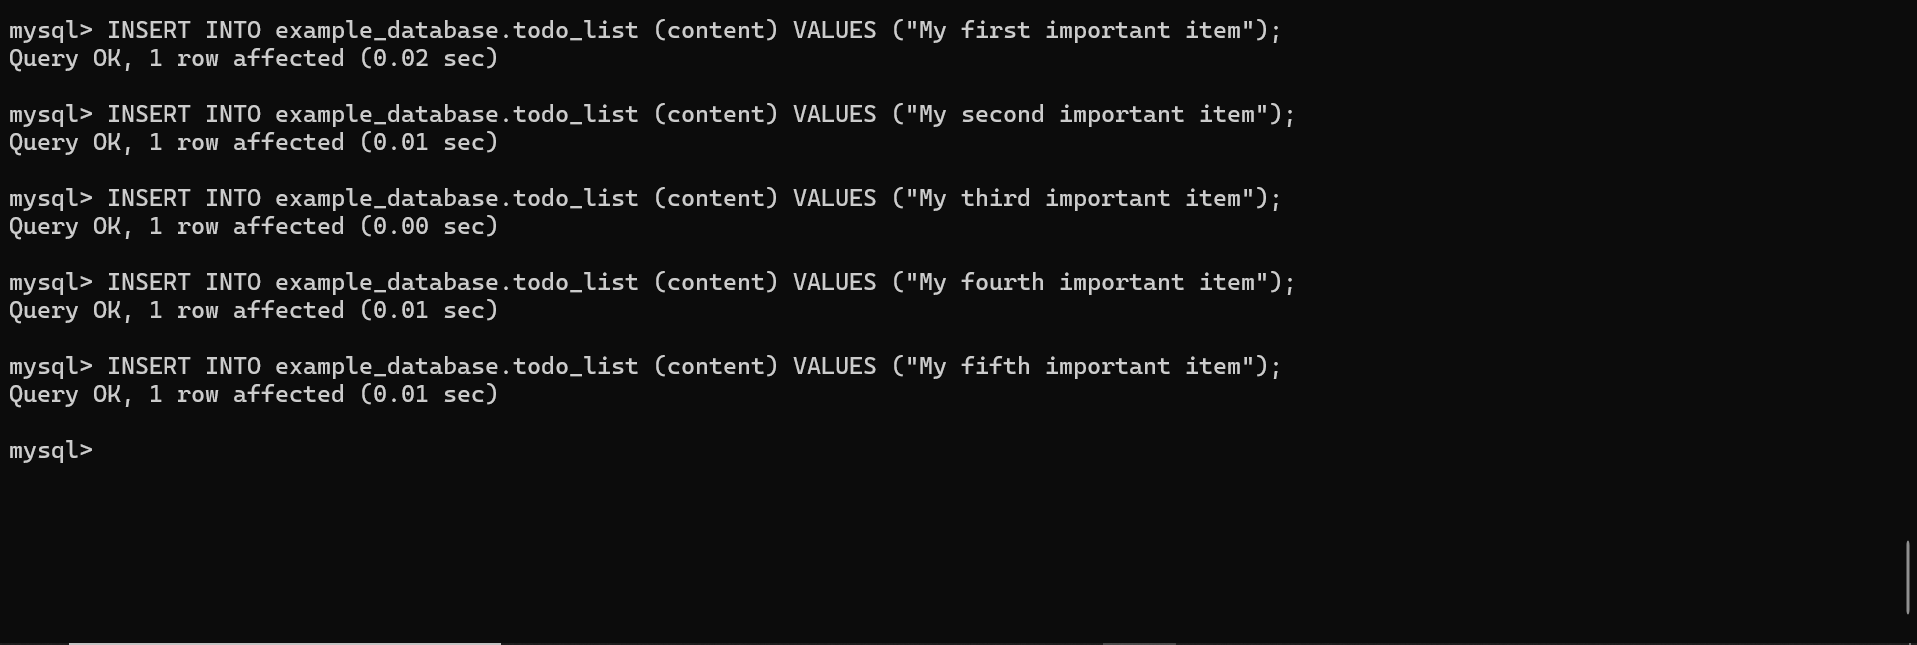 mysql> INSERT INTO example_database.todo_list (content) VALUES ("My first important item");
Query OK, 1 row affected (0.02 sec)
mysql> INSERT INTO example_database.todo_list (content) VALUES ("My second important item");
Query OK, 1 row affected (0.01 sec)
mysql> INSERT INTO example_database.todo_list (content) VALUES ("My third important item");
Query OK, 1 row affected (0.00 sec)
mysql> INSERT INTO example_database.todo_list (content) VALUES ("My fourth important item");
Query OK, 1 row affected (0.01 sec)
mysql> INSERT INTO example_database.todo_list (content) VALUES ("My fifth important item");
Query OK, 1 row affected (0.01 sec)
mysql>